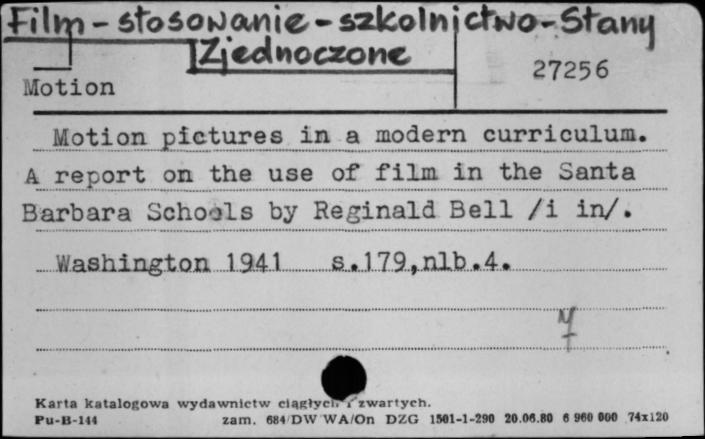 Film - stosowanie - szkolnictwo - Stany
Zjednoczone
27256
Motion
Motion pictures in a modern curriculum.
A report on the use of film in the Santa
Barbara Schools by Reginald Bell /i in/.
Washington 1941 s.179,nlb.4.
Karta katalogowa wydawnictw ciągłych i zwartych.
Pu-B-144 zam. 684/DW WA/On DZG 1501-1-290 20.06.80 6 960 000 74x120